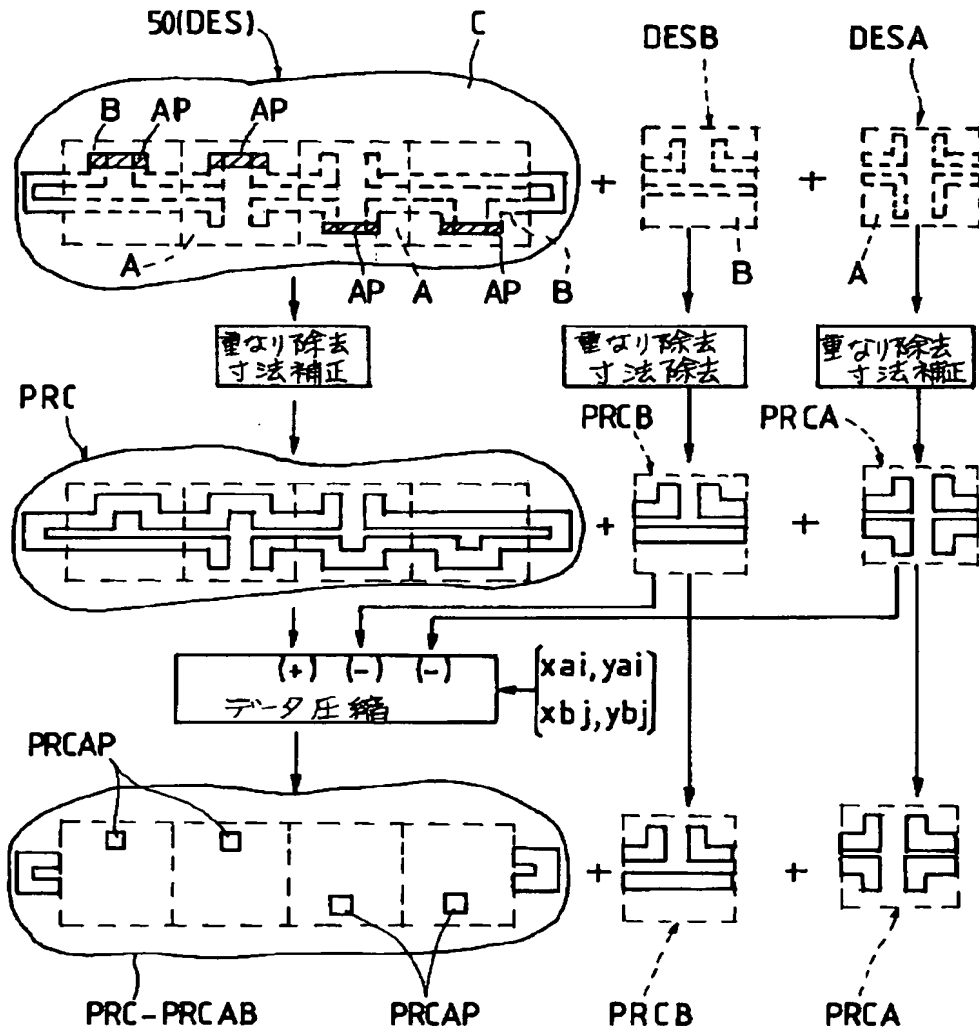 50(DES)
C
DESB
DESA
B
AP
AP
+
+
A
AP
A
AP
B
B
A
重なり除去
寸法補正
重なり除去
寸法除去
重なり除去
寸法補正
PRC
PRCB
PRCA
+
+
(+) (-) (-)
データ圧縮
xai, yai
xbj, ybj
PRCAP
+
+
PRC-PRCAB
PRCAP
PRCB
PRCA